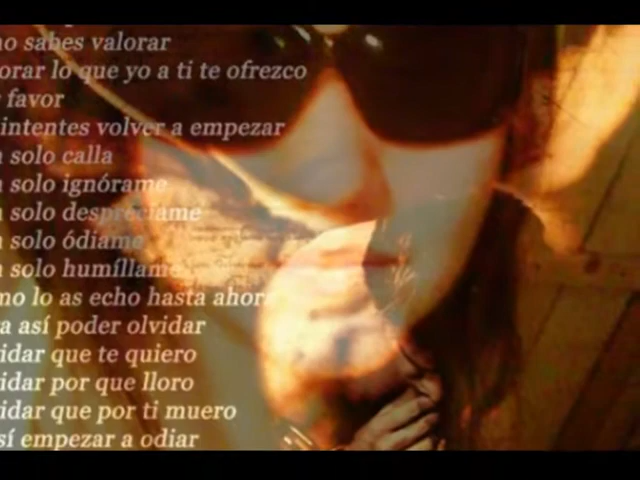 no sabes valorar
orar lo que yo a ti te ofrezco
favor
intentes volver a empezar
solo calla
solo ignórame
solo despréciame
solo ódiame
solo humíllame
mo lo as echo hasta ahor
a así poder olvidar
idar que te quiero
idar por que lloro
idar que por ti muero
sí empezar a odiar